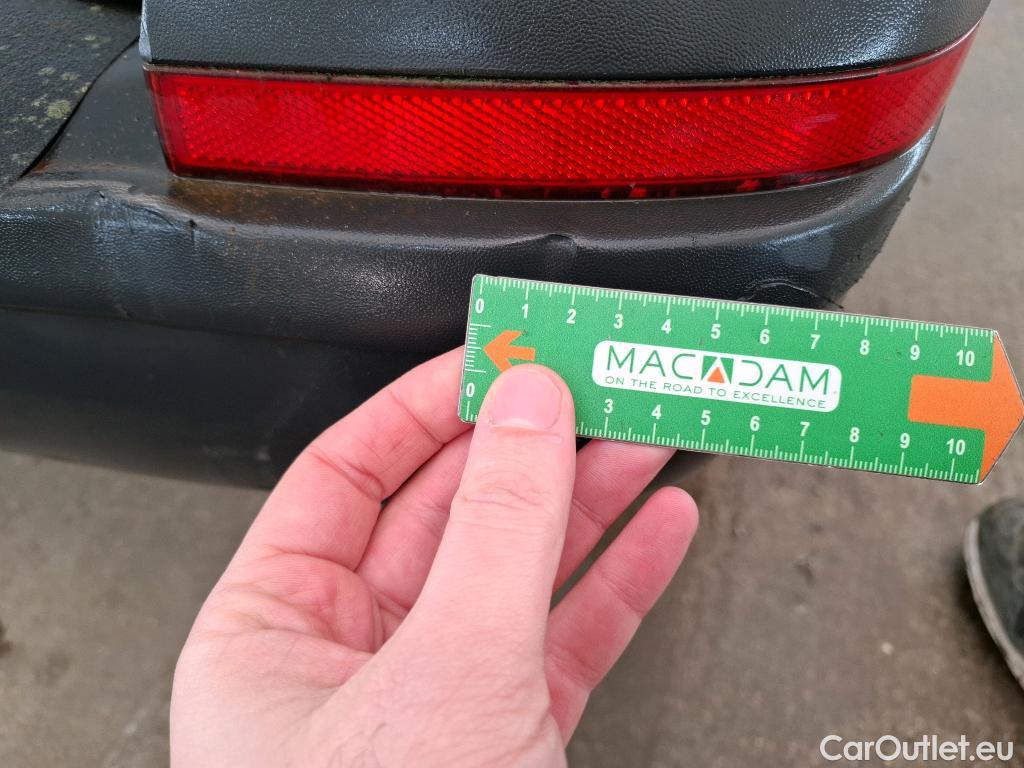 0 1 2 3 4 5 6 7 8 9 10
MACADAM
ON THE ROAD TO EXCELLENCE
0 3 4 5 6 7 8 9 10
CarOutlet.eu